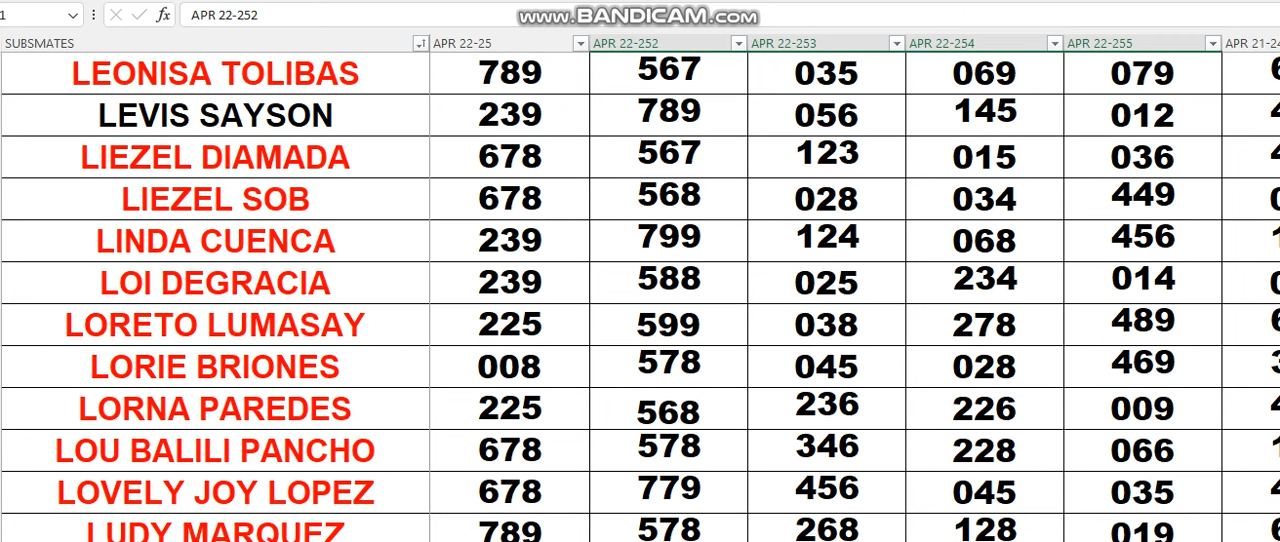 1 fx APR 22-252 www.BANDICAM.com
SUBSMATES APR 22-25 APR 22-252 APR 22-253 APR 22-254 APR 22-255 APR 21-24
LEONISA TOLIBAS 789 567 035 069 079
LEVIS SAYSON 239 789 056 145 012
LIEZEL DIAMADA 678 567 123 015 036
LIEZEL SOB 678 568 028 034 449
LINDA CUENCA 239 799 124 068 456
LOI DEGRACIA 239 588 025 234 014
LORETO LUMASAY 225 599 038 278 489
LORIE BRIONES 008 578 045 028 469
LORNA PAREDES 225 568 236 226 009
LOU BALILI PANCHO 678 578 346 228 066
LOVELY JOY LOPEZ 678 779 456 045 035
LUDY MARQUEZ 789 578 268 128 019